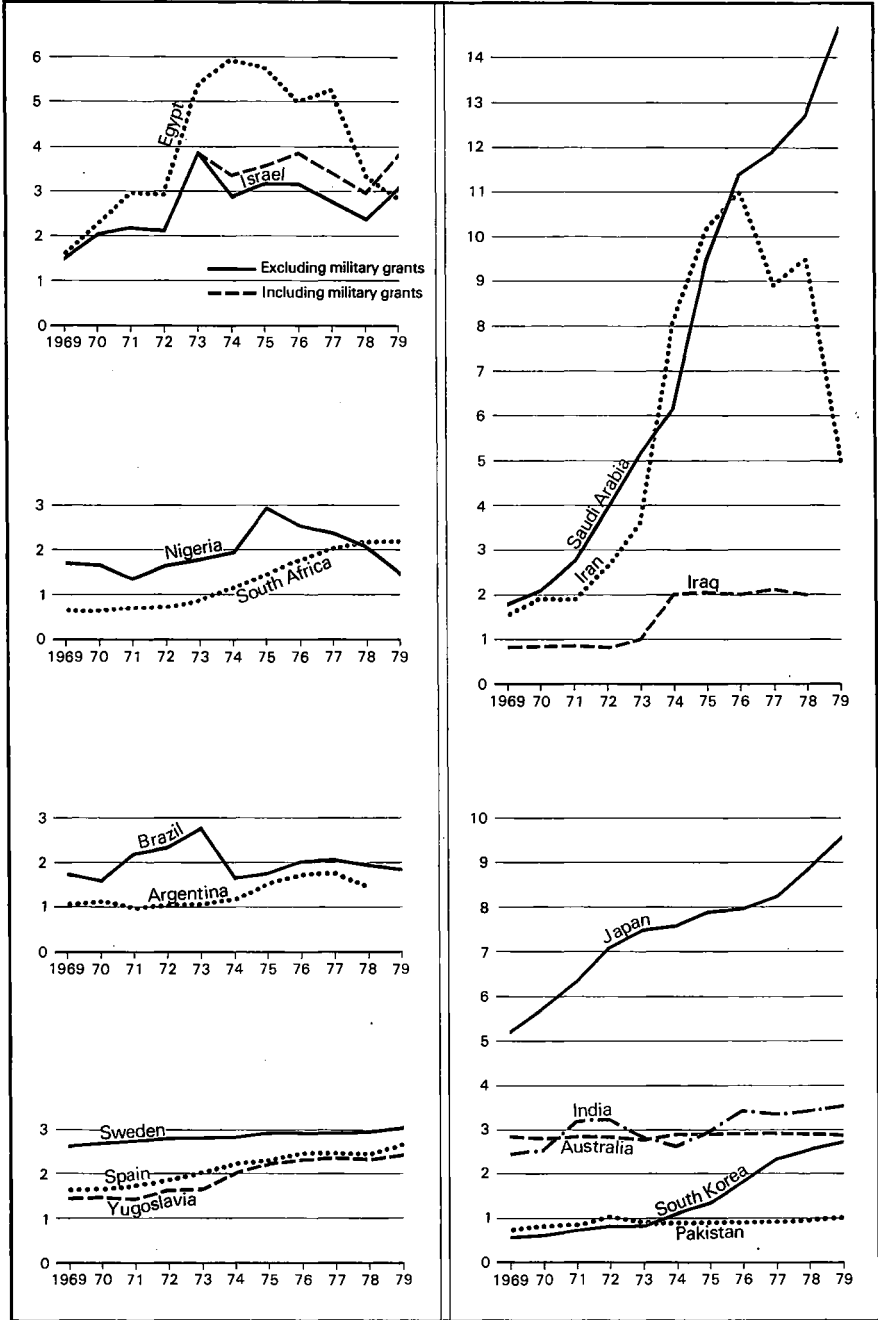 6
5
4
3
2
1
0
Egypt
Israel
Excluding military grants
Including military grants
1969 70 71 72 73 74 75 76 77 78 79
3
2
1
0
Nigeria
South Africa
1969 70 71 72 73 74 75 76 77 78 79
3
2
1
0
Brazil
Argentina
1969 70 71 72 73 74 75 76 77 78 79
3
2
1
0
Sweden
Spain
Yugoslavia
1969 70 71 72 73 74 75 76 77 78 79
14
13
12
11
10
9
8
7
6
5
4
3
2
1
0
Saudi Arabia
Iran
Iraq
1969 70 71 72 73 74 75 76 77 78 79
10
9
8
7
6
5
4
3
2
1
0
Japan
India
Australia
South Korea
Pakistan
1969 70 71 72 73 74 75 76 77 78 79